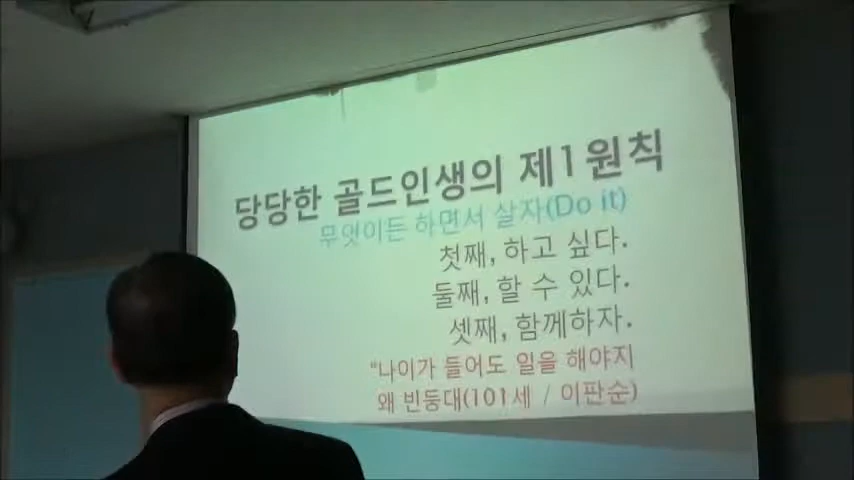 당당한 골드인생의 제1원칙
무엇이든 하면서 살자(Do it)
첫째, 하고 싶다.
둘째, 할 수 있다.
셋째, 함께하자.
"나이가 들어도 일을 해야지
왜 빈둥대(101세 / 이판순)